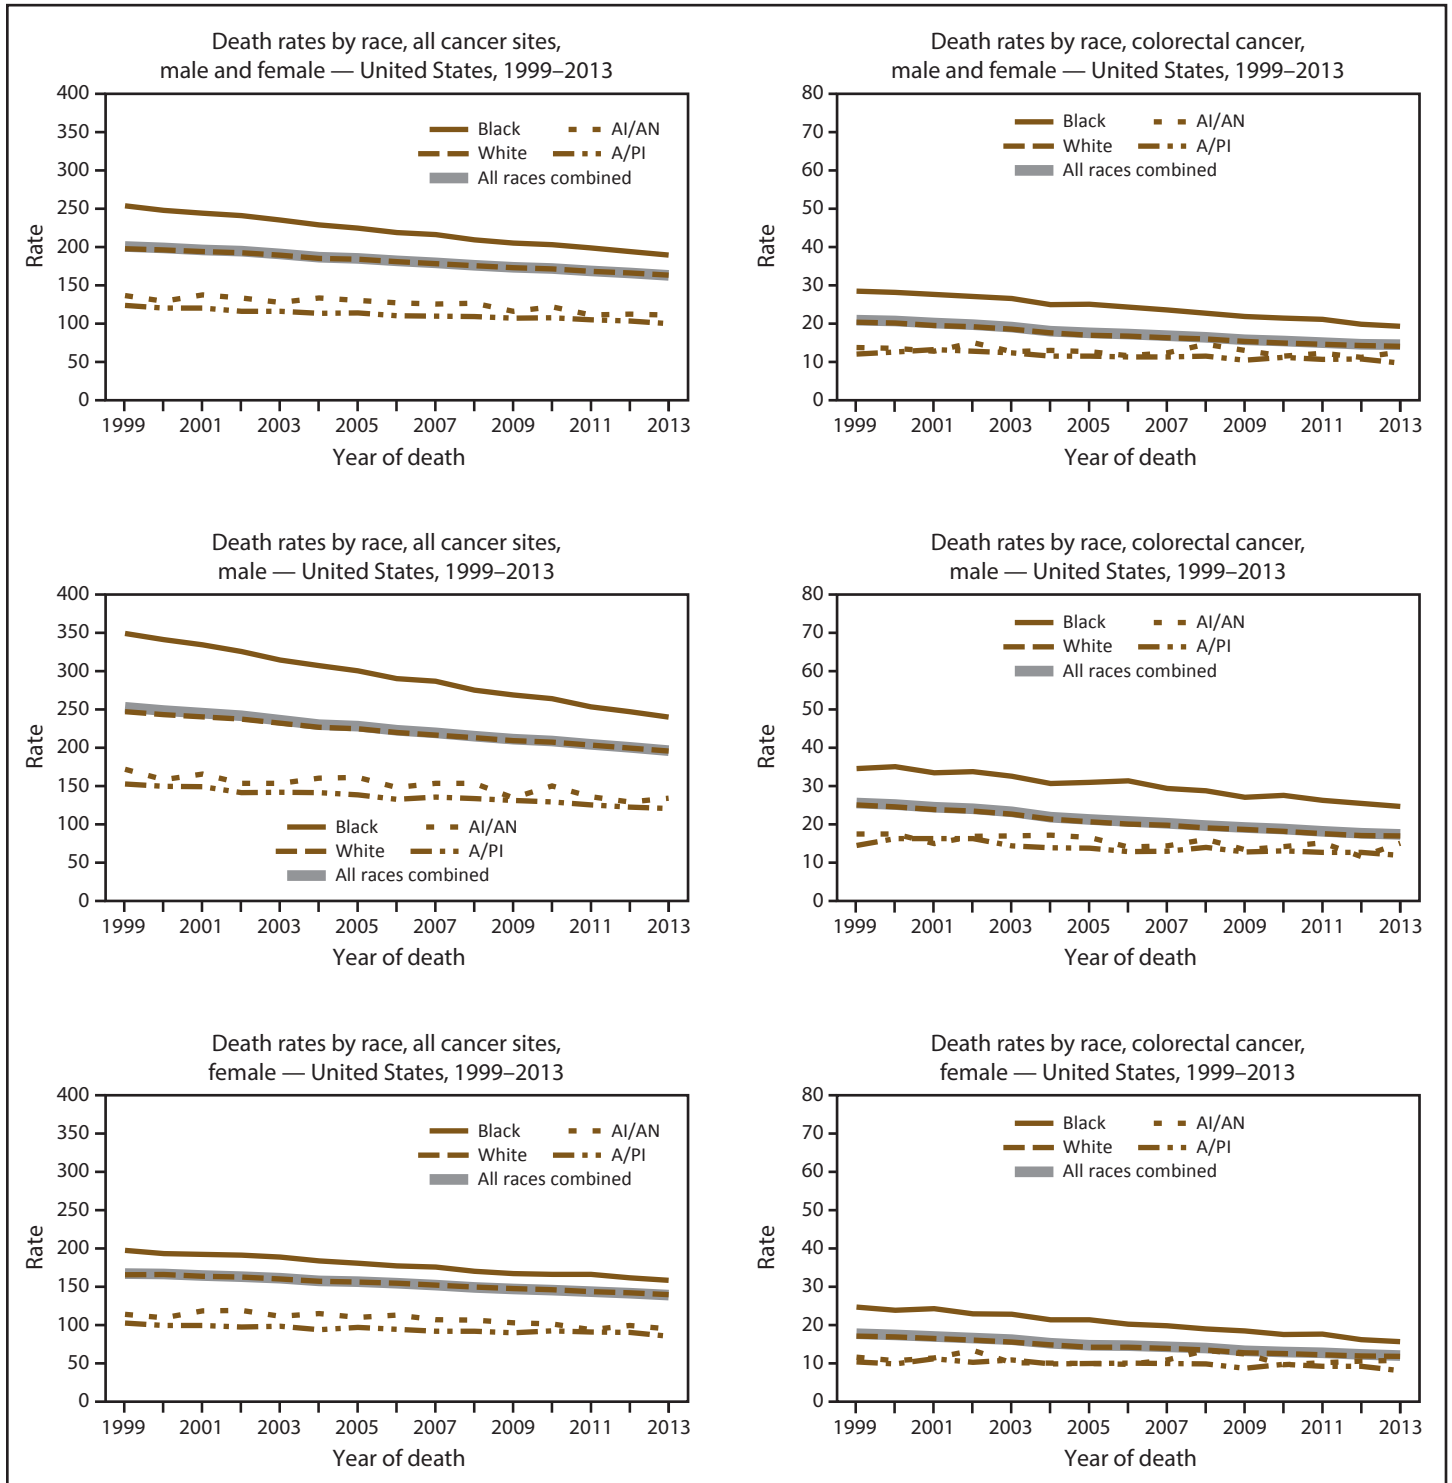 Death rates by race, all cancer sites,
male and female — United States, 1999–2013
400
350
300
250
200
150
100
50
0
Rate
Black
AI/AN
White
A/PI
All races combined
1999 2001 2003 2005 2007 2009 2011 2013
Year of death
Death rates by race, colorectal cancer,
male and female — United States, 1999–2013
80
70
60
50
40
30
20
10
0
Rate
Black
AI/AN
White
A/PI
All races combined
1999 2001 2003 2005 2007 2009 2011 2013
Year of death
Death rates by race, all cancer sites,
male — United States, 1999–2013
400
350
300
250
200
150
100
50
0
Rate
Black
AI/AN
White
A/PI
All races combined
1999 2001 2003 2005 2007 2009 2011 2013
Year of death
Death rates by race, colorectal cancer,
male — United States, 1999–2013
80
70
60
50
40
30
20
10
0
Rate
Black
AI/AN
White
A/PI
All races combined
1999 2001 2003 2005 2007 2009 2011 2013
Year of death
Death rates by race, all cancer sites,
female — United States, 1999–2013
400
350
300
250
200
150
100
50
0
Rate
Black
AI/AN
White
A/PI
All races combined
1999 2001 2003 2005 2007 2009 2011 2013
Year of death
Death rates by race, colorectal cancer,
female — United States, 1999–2013
80
70
60
50
40
30
20
10
0
Rate
Black
AI/AN
White
A/PI
All races combined
1999 2001 2003 2005 2007 2009 2011 2013
Year of death